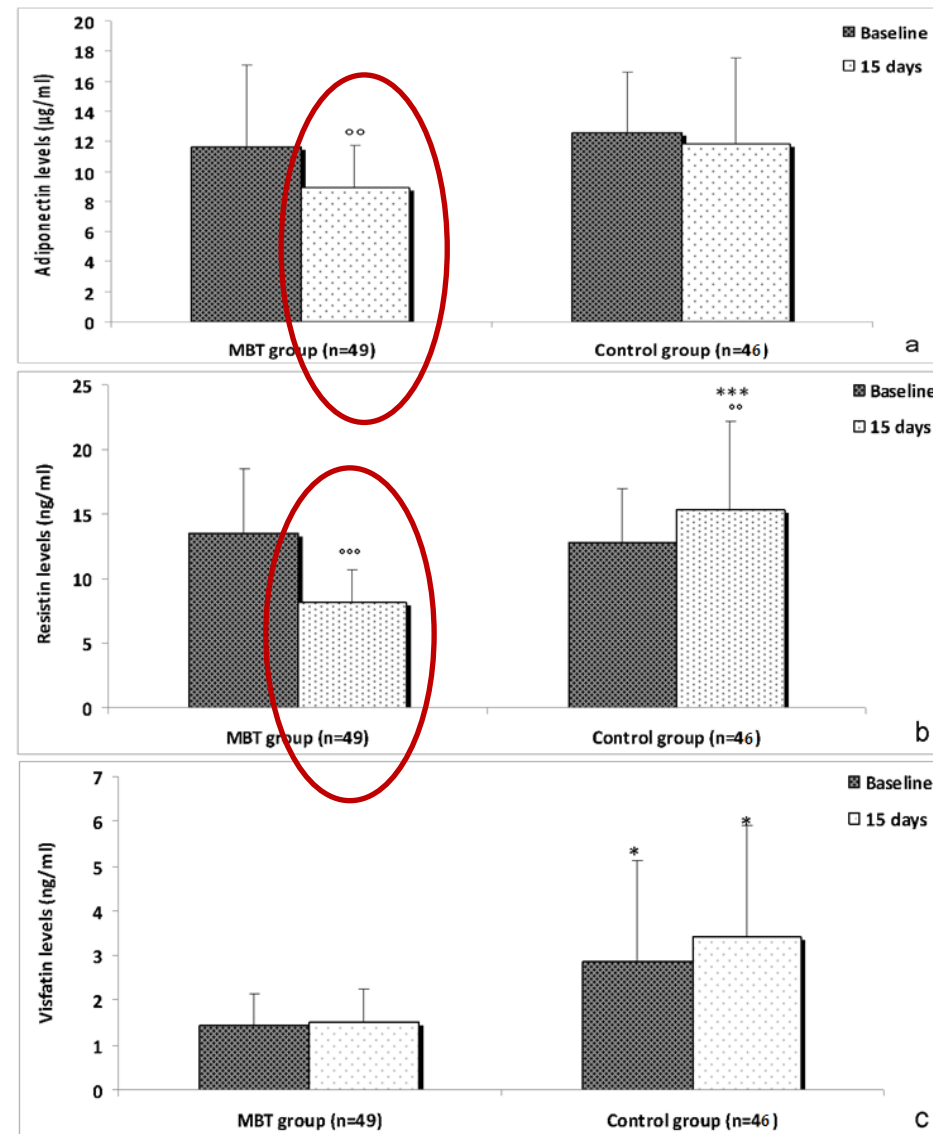 20
18
16
14
12
10
8
6
4
2
0
Adiponectin levels (µg/ml)
°°
Baseline
15 days
MBT group (n=49)
Control group (n=46)
a
25
20
15
10
5
0
Resistin levels (ng/ml)
°°°
***
°°
Baseline
15 days
MBT group (n=49)
Control group (n=46)
b
7
6
5
4
3
2
1
0
Visfatin levels (ng/ml)
*
*
Baseline
15 days
MBT group (n=49)
Control group (n=46)
c